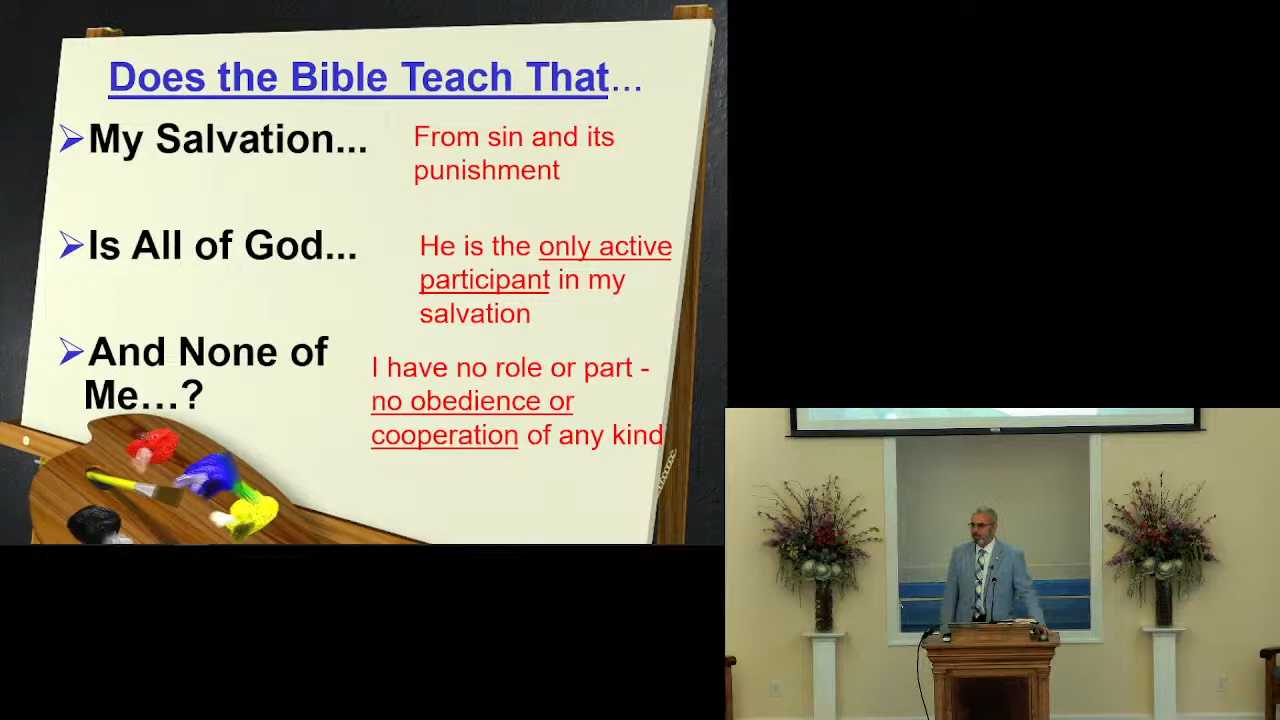 Does the Bible Teach That...
My Salvation...
From sin and its
punishment
Is All of God...
He is the only active
participant in my
salvation
And None of
Me...?
I have no role or part -
no obedience or
cooperation of any kind